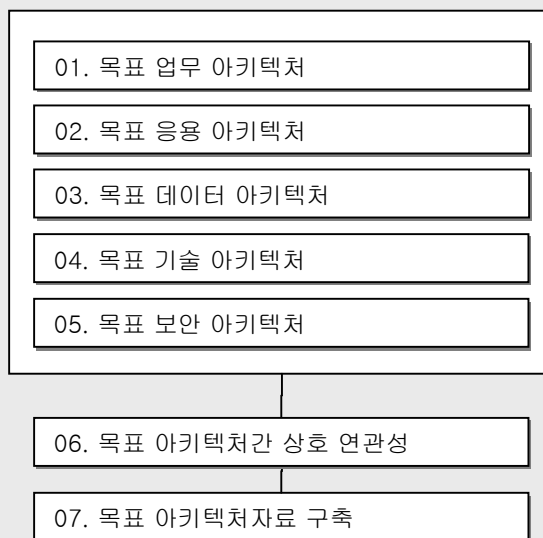 01. 목표 업무 아키텍처
02. 목표 응용 아키텍처
03. 목표 데이터 아키텍처
04. 목표 기술 아키텍처
05. 목표 보안 아키텍처
06. 목표 아키텍처간 상호 연관성
07. 목표 아키텍처자료 구축